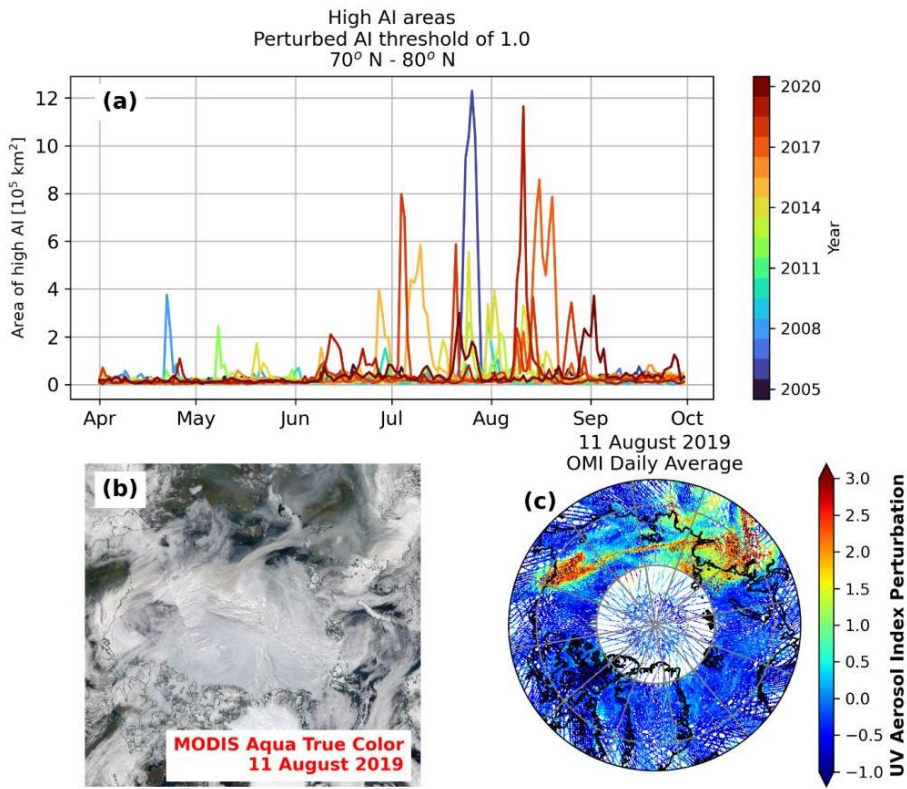 High AI areas
Perturbed AI threshold of 1.0
70° N - 80° N
(a)
Area of high AI [10⁵ km²]
12
10
8
6
4
2
0
Apr May Jun Jul Aug Sep Oct
2020
2017
2014
2011
2008
2005
Year
(b)
MODIS Aqua True Color
11 August 2019
11 August 2019
OMI Daily Average
(c)
3.0
2.5
2.0
1.5
1.0
0.5
0.0
−0.5
−1.0
UV Aerosol Index Perturbation